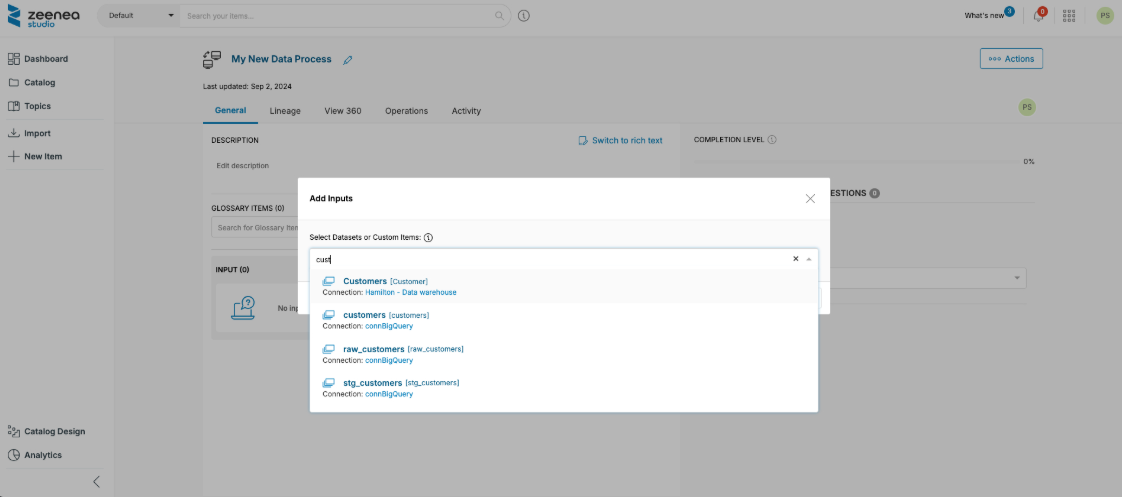 zeenea
studio
Default
Search your items...
What's new
3
0
PS
Dashboard
Catalog
Topics
Import
New Item
Catalog Design
Analytics
My New Data Process
Actions
Last updated: Sep 2, 2024
General
Lineage
View 360
Operations
Activity
PS
DESCRIPTION
Switch to rich text
Edit description
COMPLETION LEVEL
0%
ESTIONS 0
GLOSSARY ITEMS (0)
Search for Glossary Item
INPUT (0)
No inp
Add Inputs
Select Datasets or Custom Items:
cust
Customers [Customer]
Connection: Hamilton - Data warehouse
customers [customers]
Connection: connBigQuery
raw_customers [raw_customers]
Connection: connBigQuery
stg_customers [stg_customers]
Connection: connBigQuery